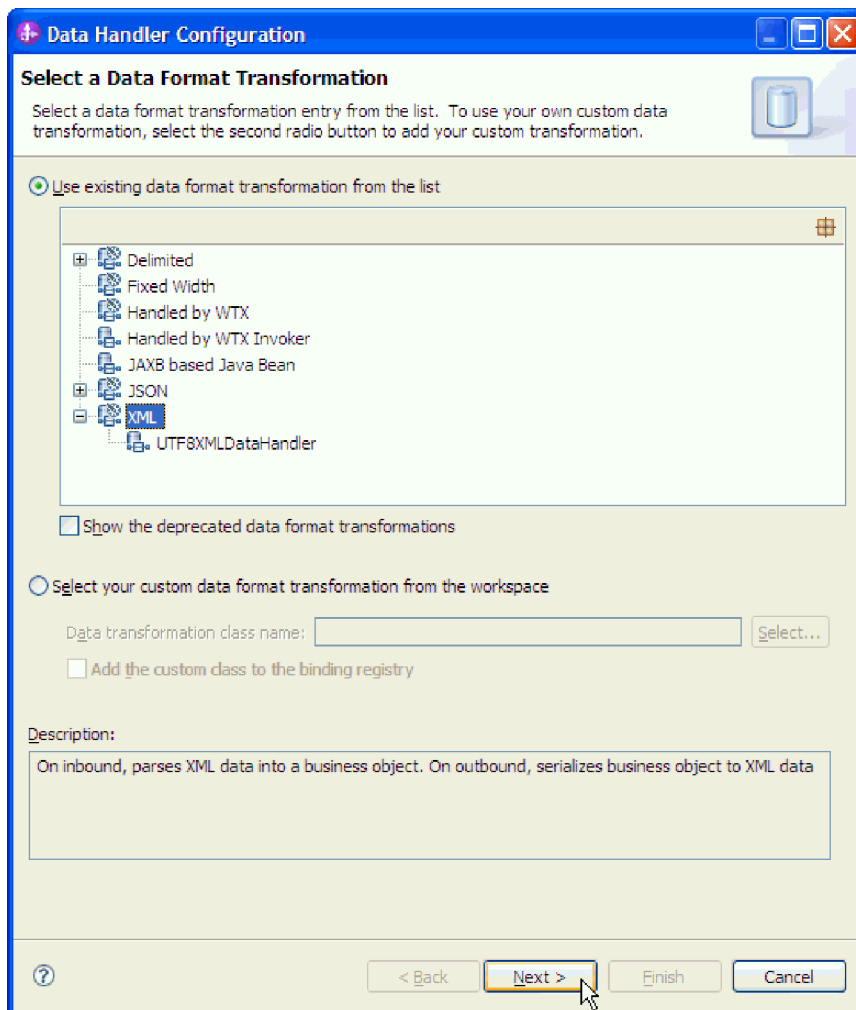 Data Handler Configuration
Select a Data Format Transformation
Select a data format transformation entry from the list. To use your own custom data
transformation, select the second radio button to add your custom transformation.
Use existing data format transformation from the list
Delimited
Fixed Width
Handled by WTX
Handled by WTX Invoker
JAXB based Java Bean
JSON
XML
UTF8XMLDataHandler
Show the deprecated data format transformations
Select your custom data format transformation from the workspace
Data transformation class name:
Select...
Add the custom class to the binding registry
Description:
On inbound, parses XML data into a business object. On outbound, serializes business object to XML data
?
< Back
Next >
Finish
Cancel